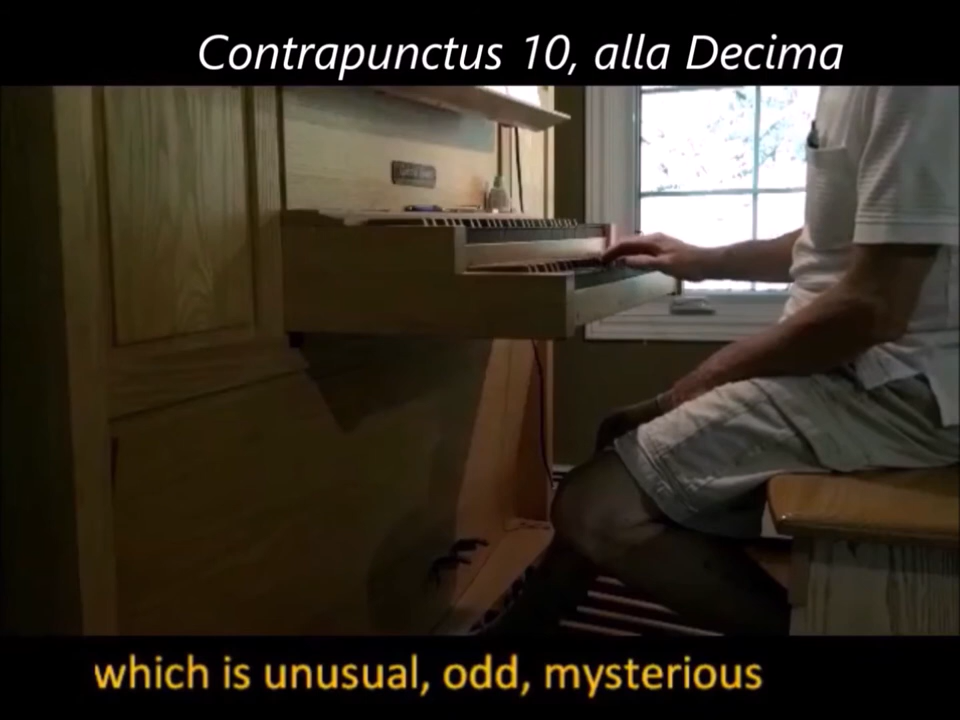 Contrapunctus 10, alla Decima
which is unusual, odd, mysterious